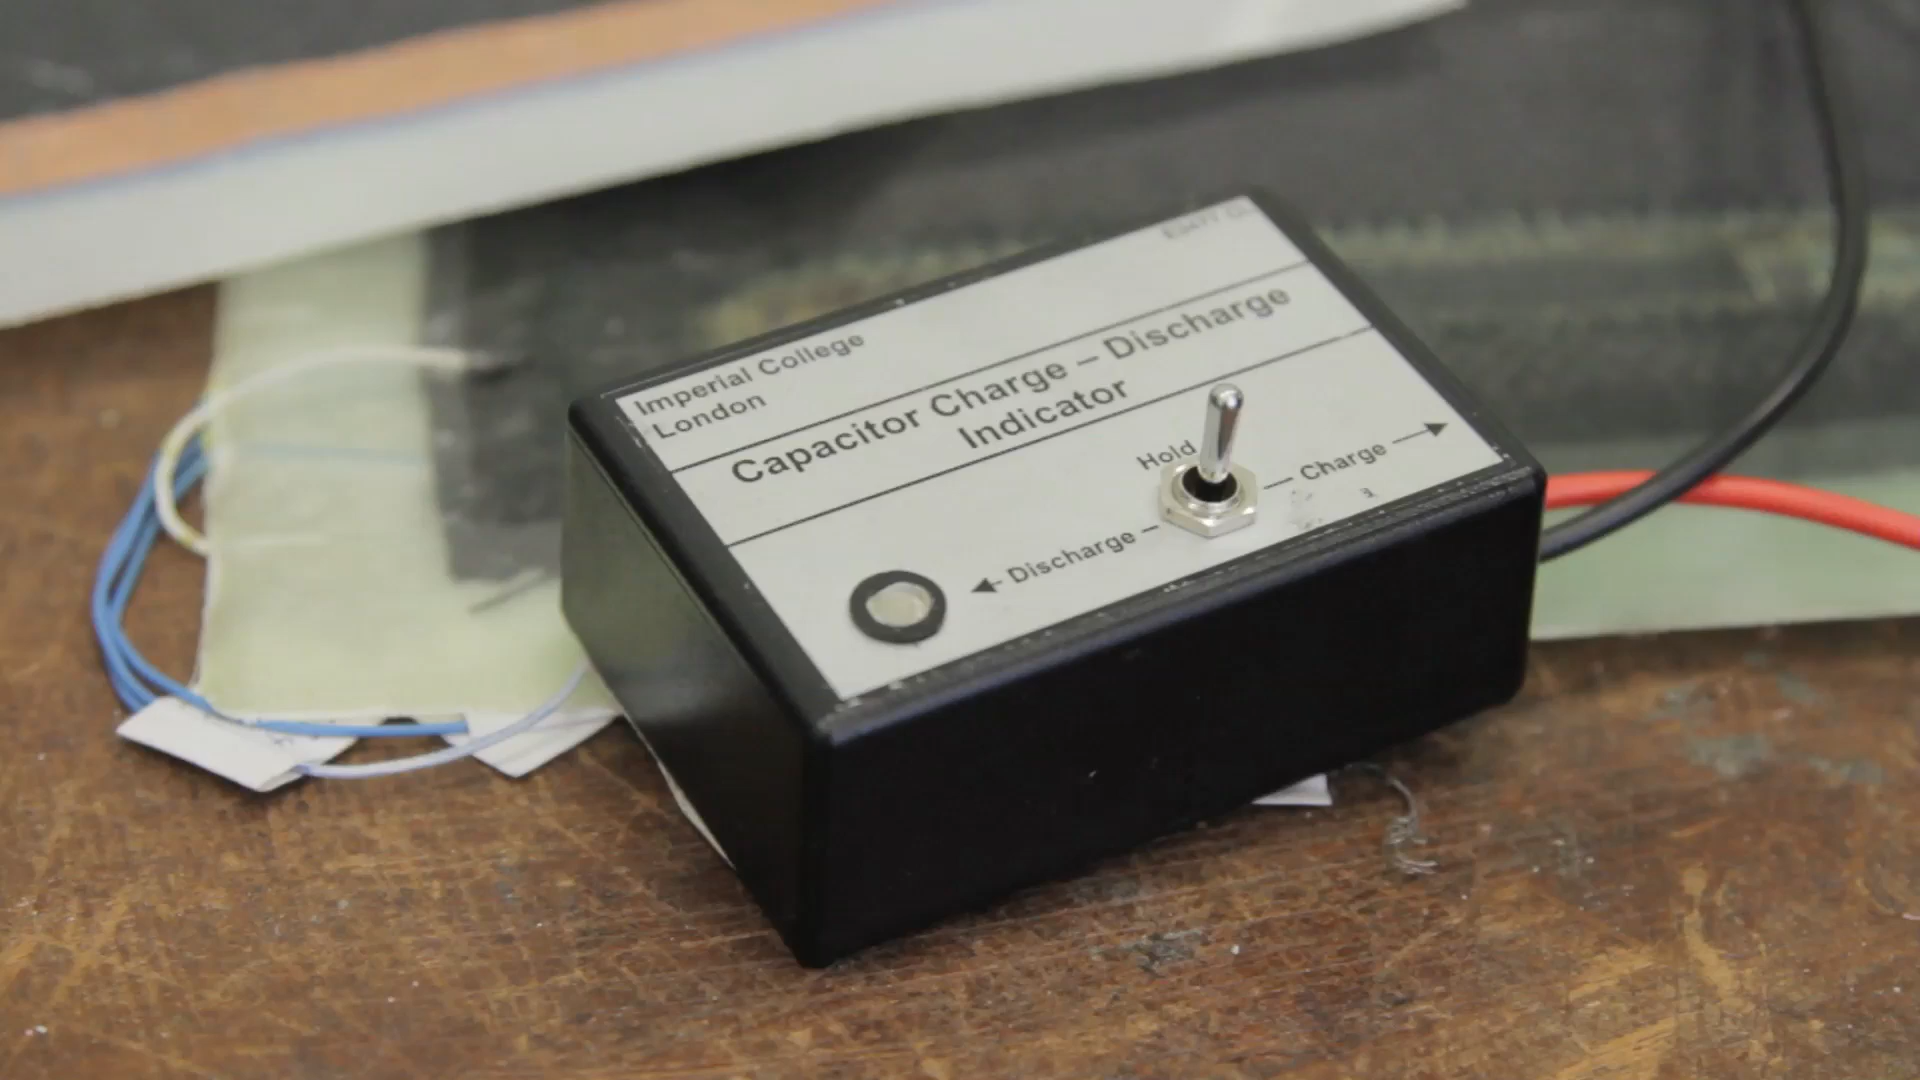 Imperial College
London
Capacitor Charge – Discharge
Indicator
Hold
Charge
Discharge